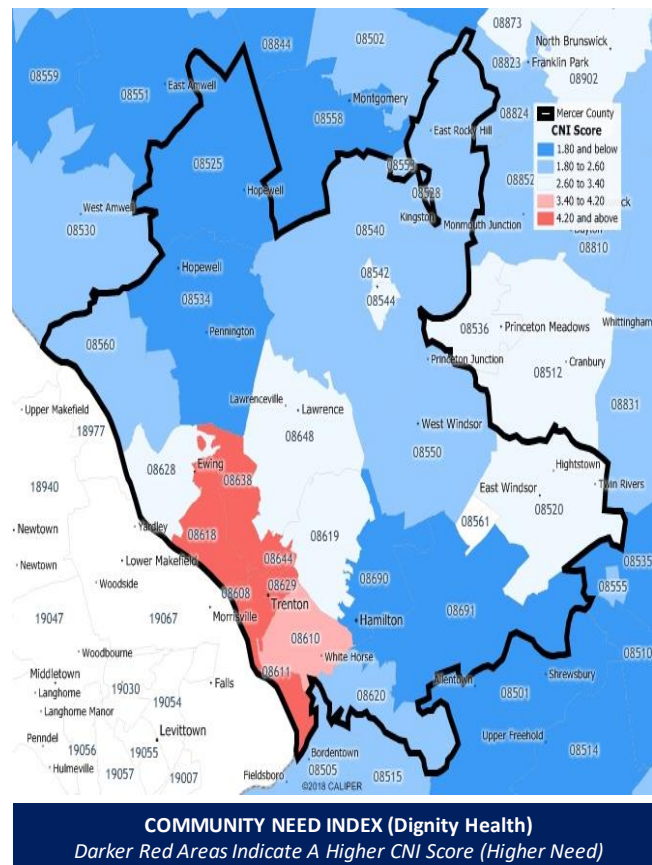 08873
08844
08502
North Brunswick
08823
Franklin Park
08559
08902
08551
East Amwell
Montgomery
08558
08824
Mercer County
CNI Score
1.80 and below
1.80 to 2.60
2.60 to 3.40
3.40 to 4.20
4.20 and above
East Rocky Hill
08525
08553
Hopewell
08528
West Amwell
08530
Kingston
08540
Monmouth Junction
08810
Hopewell
08542
08534
08544
Pennington
08536
Princeton Meadows
Whittingham
08560
Princeton Junction
Cranbury
08512
Lawrenceville
Lawrence
Upper Makefield
West Windsor
08831
18977
08648
08550
08628
Ewing
Hightstown
08638
East Windsor
Twin Rivers
18940
08520
Newtown
Yardley
08618
08619
08561
Lower Makefield
08644
08535
Newtown
08690
08555
Woodside
08629
08608
Trenton
08691
19047
19067
Morrisville
Hamilton
08610
Woodbourne
White Horse
08510
Middletown
08611
Shrewsbury
Falls
Allentown
19030
08620
08501
Langhorne
19054
Langhorne Manor
Levittown
Upper Freehold
Penndel
19056
19055
08514
Bordentown
Hulmeville
19057
19007
Fieldsboro
08505
08515
©2018 CALIPER
COMMUNITY NEED INDEX (Dignity Health)
Darker Red Areas Indicate A Higher CNI Score (Higher Need)